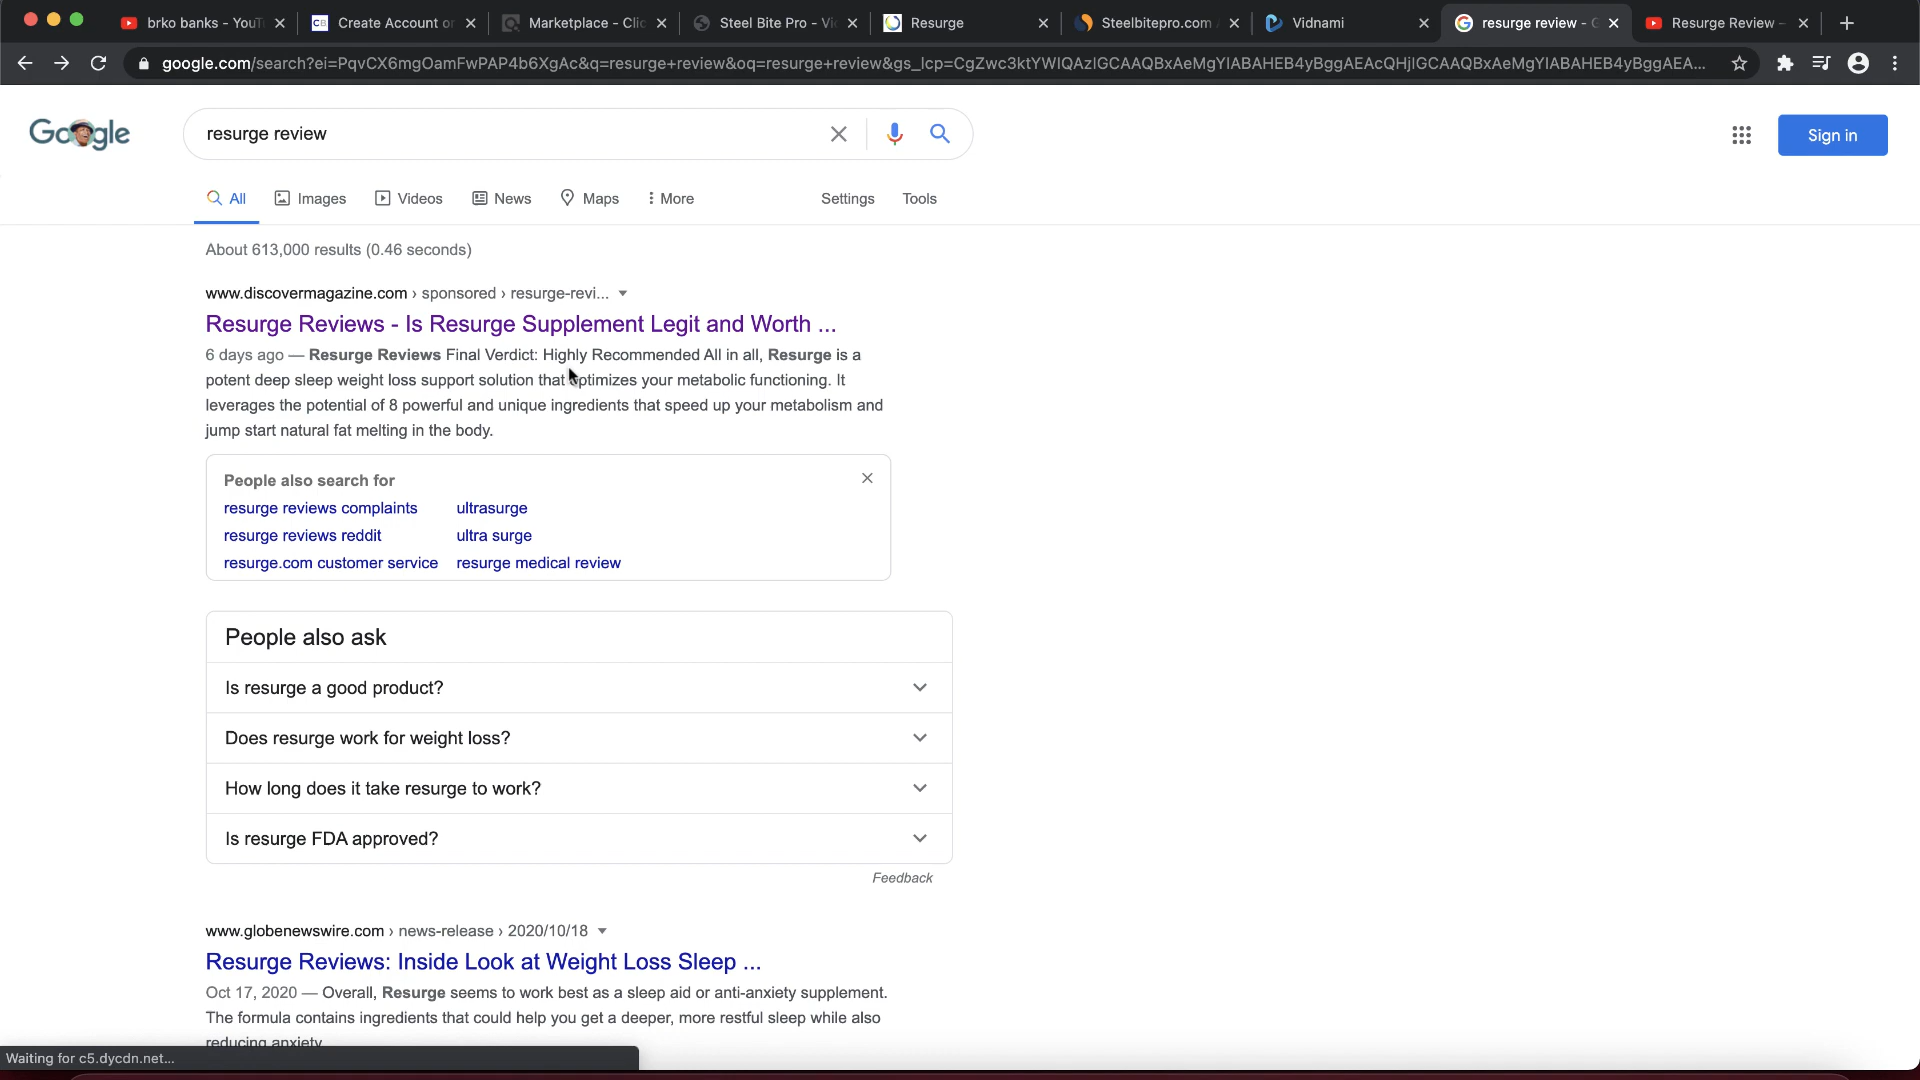 brko banks - YouT
Create Account or
Marketplace - Clic
Steel Bite Pro - Vi
Resurge
Steelbitepro.com
Vidnami
resurge review - G
Resurge Review -
google.com/search?ei=PqvCX6mgOamFwPAP4b6XgAc&q=resurge+review&oq=resurge+review&gs_lcp=CgZwc3ktYWIQAzIGCAAQBxAeMgYIABAHEB4yBggAEAcQHjIGCAAQBxAeMgYIABAHEB4yBggAEA...
Google
resurge review
Sign in
All
Images
Videos
News
Maps
More
Settings
Tools
About 613,000 results (0.46 seconds)
www.discovermagazine.com › sponsored › resurge-revi...
Resurge Reviews - Is Resurge Supplement Legit and Worth ...
6 days ago — Resurge Reviews Final Verdict: Highly Recommended All in all, Resurge is a
potent deep sleep weight loss support solution that optimizes your metabolic functioning. It
leverages the potential of 8 powerful and unique ingredients that speed up your metabolism and
jump start natural fat melting in the body.
People also search for
resurge reviews complaints
ultrasurge
resurge reviews reddit
ultra surge
resurge.com customer service
resurge medical review
People also ask
Is resurge a good product?
Does resurge work for weight loss?
How long does it take resurge to work?
Is resurge FDA approved?
Feedback
www.globenewswire.com › news-release › 2020/10/18
Resurge Reviews: Inside Look at Weight Loss Sleep ...
Oct 17, 2020 — Overall, Resurge seems to work best as a sleep aid or anti-anxiety supplement.
The formula contains ingredients that could help you get a deeper, more restful sleep while also
reducing anxiety
Waiting for c5.dycdn.net...